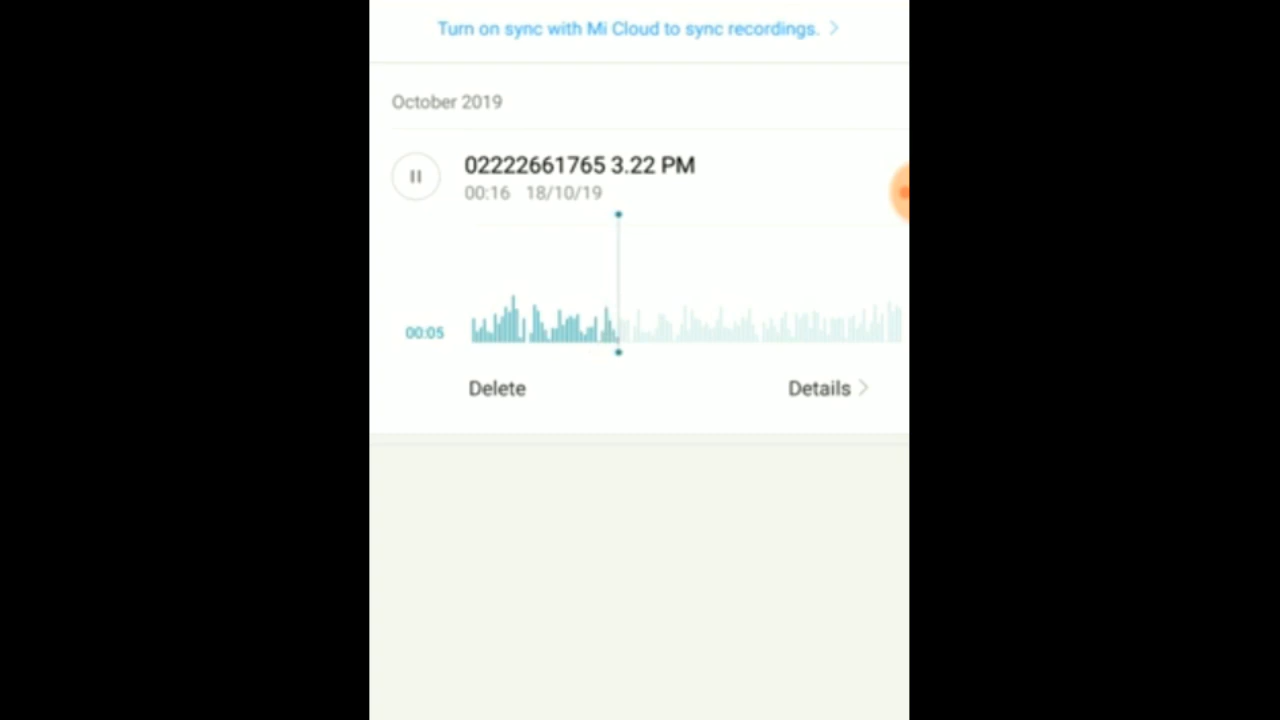 Turn on sync with Mi Cloud to sync recordings.
October 2019
02222661765 3.22 PM
00:16 18/10/19
00:05
Delete
Details